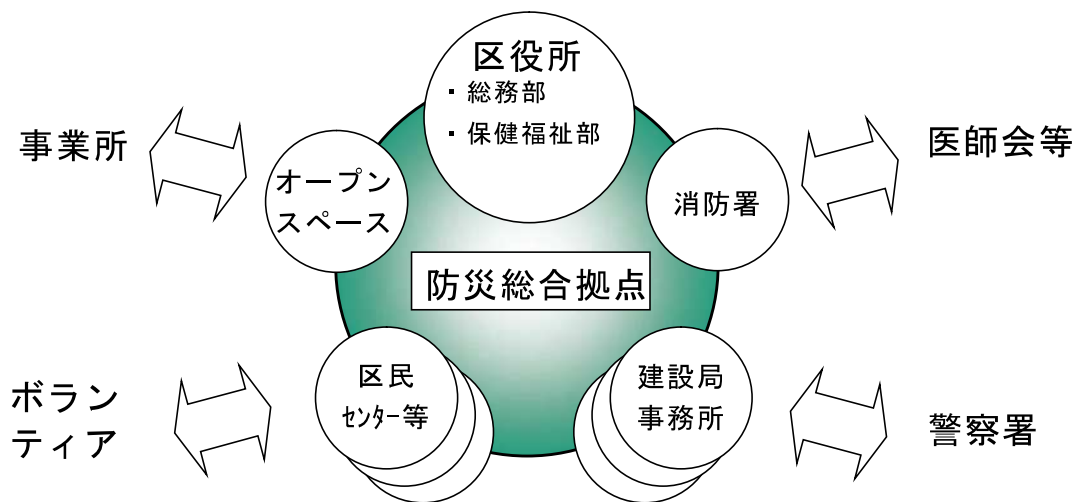 区役所
・総務部
・保健福祉部
事業所
医師会等
オープン
スペース
消防署
防災総合拠点
区民
センター等
建設局
事務所
ボラン
ティア
警察署